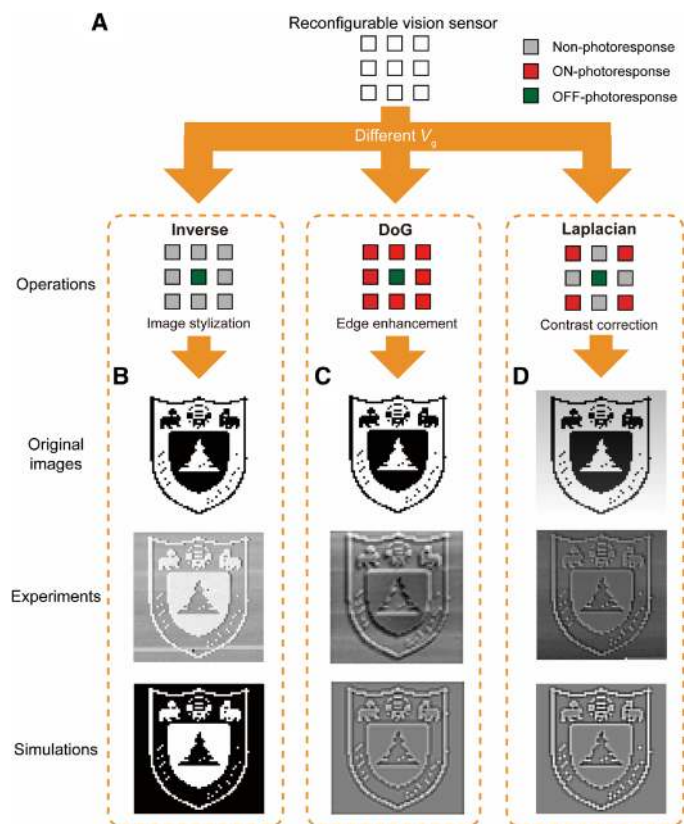 A
Reconfigurable vision sensor
Non-photoresponse
ON-photoresponse
OFF-photoresponse
Different Vg
Operations
Inverse
Image stylization
DoG
Edge enhancement
Laplacian
Contrast correction
B
C
D
Original
images
Experiments
Simulations